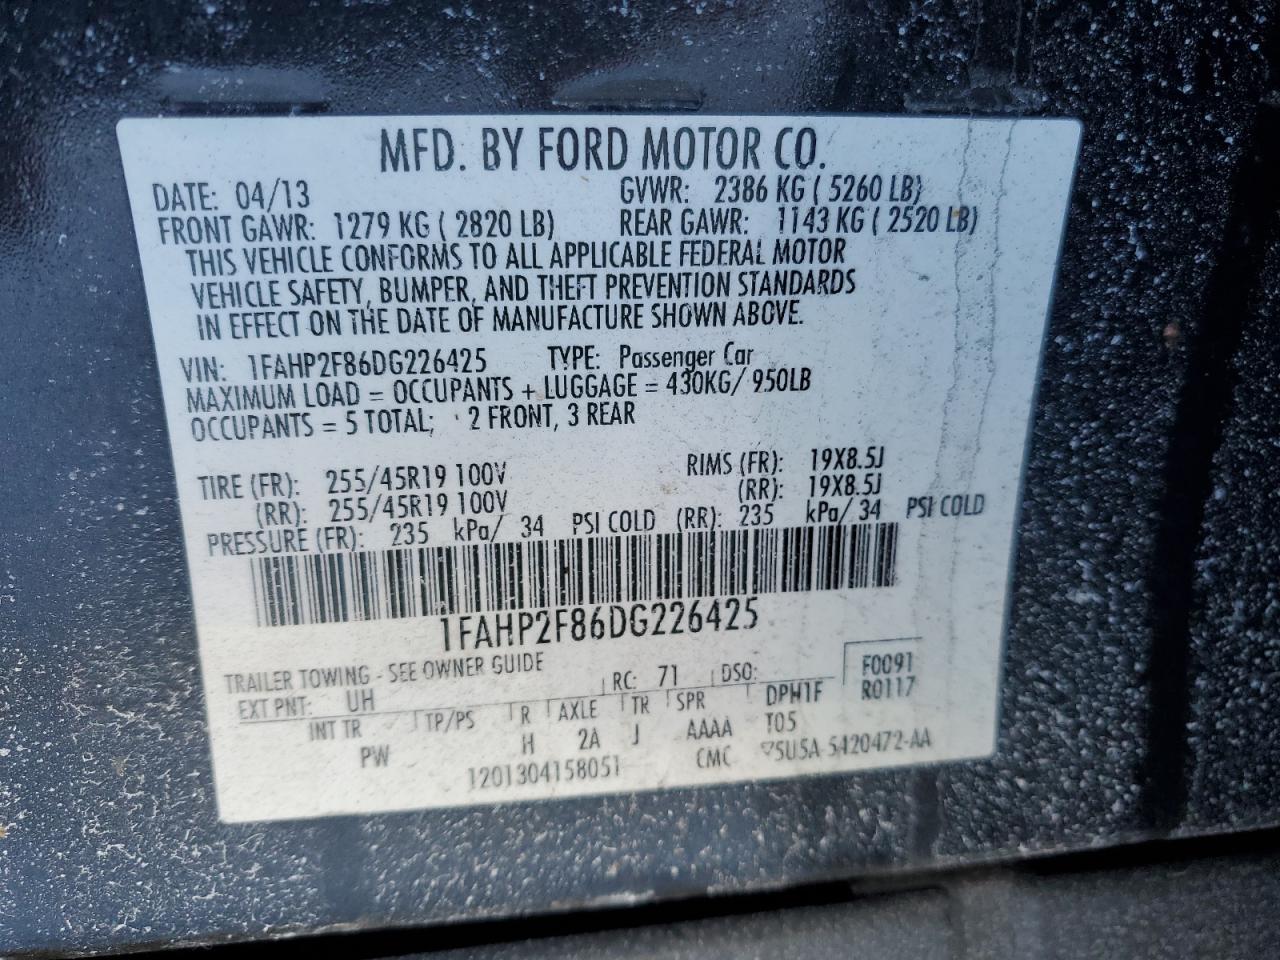 MFD. BY FORD MOTOR CO.
DATE: 04/13 GVWR: 2386 KG ( 5260 LB)
FRONT GAWR: 1279 KG ( 2820 LB) REAR GAWR: 1143 KG ( 2520 LB)
THIS VEHICLE CONFORMS TO ALL APPLICABLE FEDERAL MOTOR
VEHICLE SAFETY, BUMPER, AND THEFT PREVENTION STANDARDS
IN EFFECT ON THE DATE OF MANUFACTURE SHOWN ABOVE.
VIN: 1FAHP2F86DG226425 TYPE: Passenger Car
MAXIMUM LOAD = OCCUPANTS + LUGGAGE = 430KG/ 950LB
OCCUPANTS = 5 TOTAL; 2 FRONT, 3 REAR
TIRE (FR): 255/45R19 100V RIMS (FR): 19X8.5J
(RR): 255/45R19 100V (RR): 19X8.5J
PRESSURE (FR): 235 kPa/ 34 PSI COLD (RR): 235 kPa/ 34 PSI COLD
1FAHP2F86DG226425
TRAILER TOWING - SEE OWNER GUIDE
EXT PNT: UH RC: 71 DSO: F0091
INT TR TP/PS R AXLE TR SPR DPH1F R0117
PW H 2A J AAAA T05
1201304158051 CMC 5U5A 5420472-AA